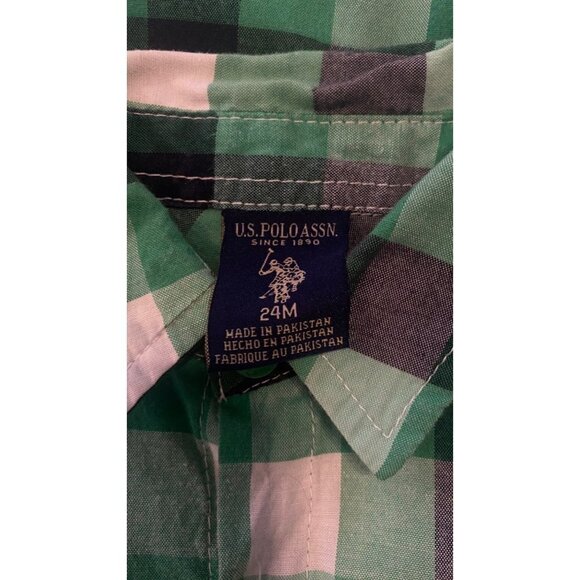 U.S. POLO ASSN.
SINCE 1890
24M
MADE IN PAKISTAN
HECHO EN PAKISTAN
FABRIQUE AU PAKISTAN